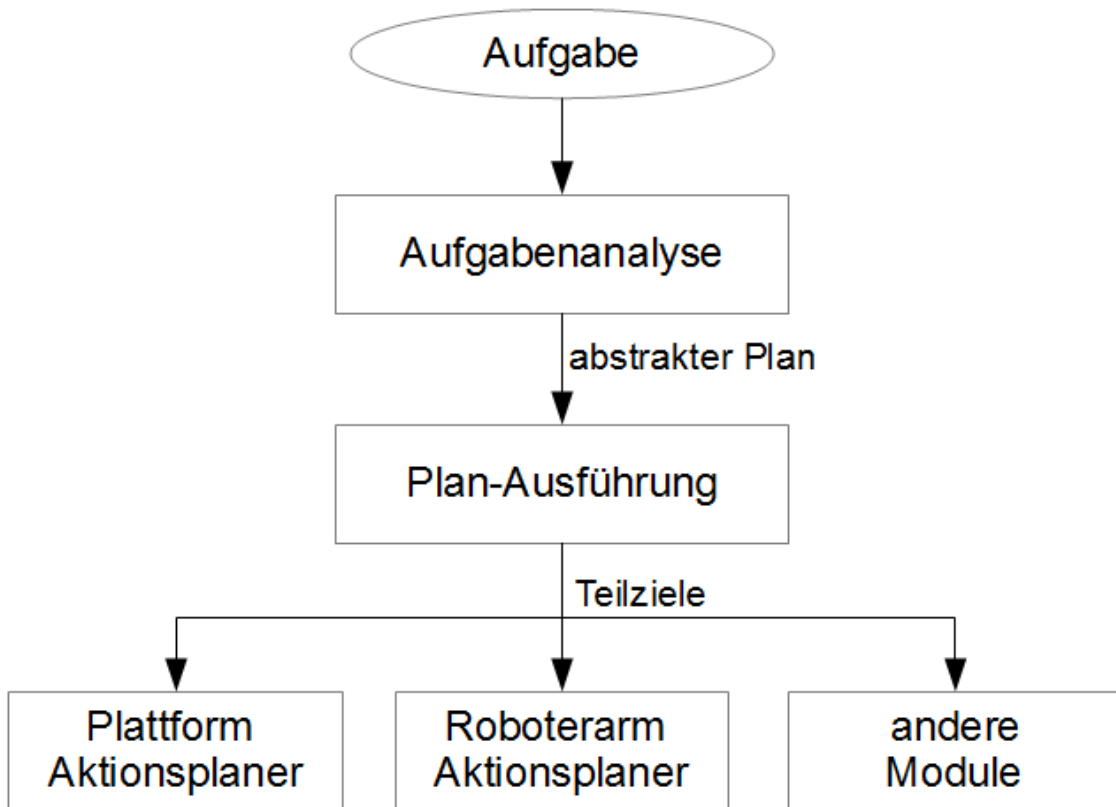 Aufgabe
Aufgabenanalyse
abstrakter Plan
Plan-Ausführung
Teilziele
Plattform
Aktionsplaner
Roboterarm
Aktionsplaner
andere
Module